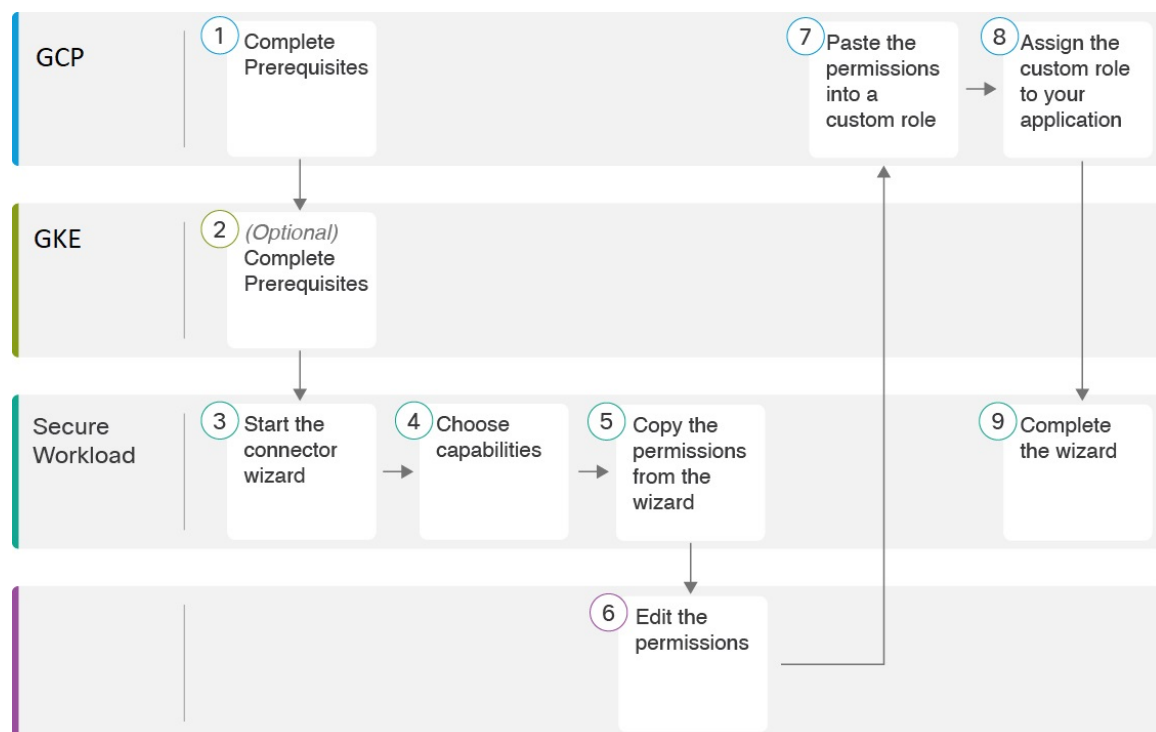 GCP
1
Complete
Prerequisites
7
Paste the
permissions
into a
custom role
8
Assign the
custom role
to your
application
GKE
2
(Optional)
Complete
Prerequisites
Secure
Workload
3
Start the
connector
wizard
4
Choose
capabilities
5
Copy the
permissions
from the
wizard
9
Complete
the wizard
6
Edit the
permissions